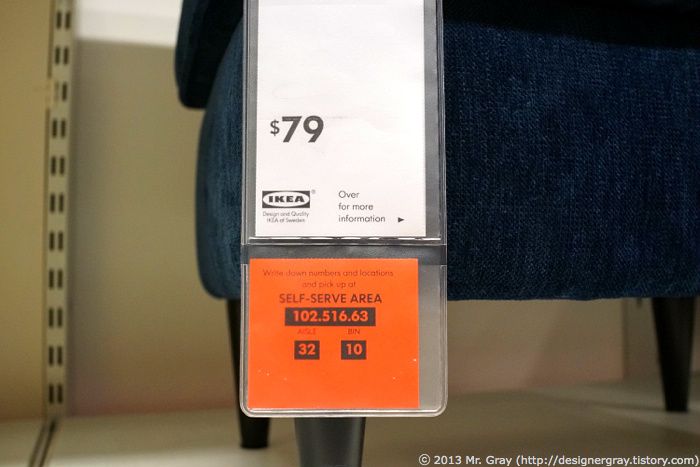 $79
IKEA®
Design and Quality
IKEA of Sweden
Over
for more
information ▸
Write down numbers and locations
and pick up at
SELF-SERVE AREA
102.516.63
AISLE BIN
32 10
© 2013 Mr. Gray (http://designergray.tistory.com)